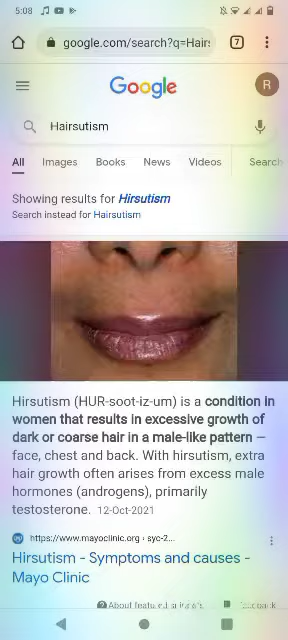 5:08
google.com/search?q=Hairs
7
Google
R
Hairsutism
All Images Books News Videos Search
Showing results for Hirsutism
Search instead for Hairsutism
Hirsutism (HUR-soot-iz-um) is a condition in
women that results in excessive growth of
dark or coarse hair in a male-like pattern —
face, chest and back. With hirsutism, extra
hair growth often arises from excess male
hormones (androgens), primarily
testosterone. 12-Oct-2021
https://www.mayoclinic.org › syc-2...
Hirsutism - Symptoms and causes -
Mayo Clinic
About featured snippets